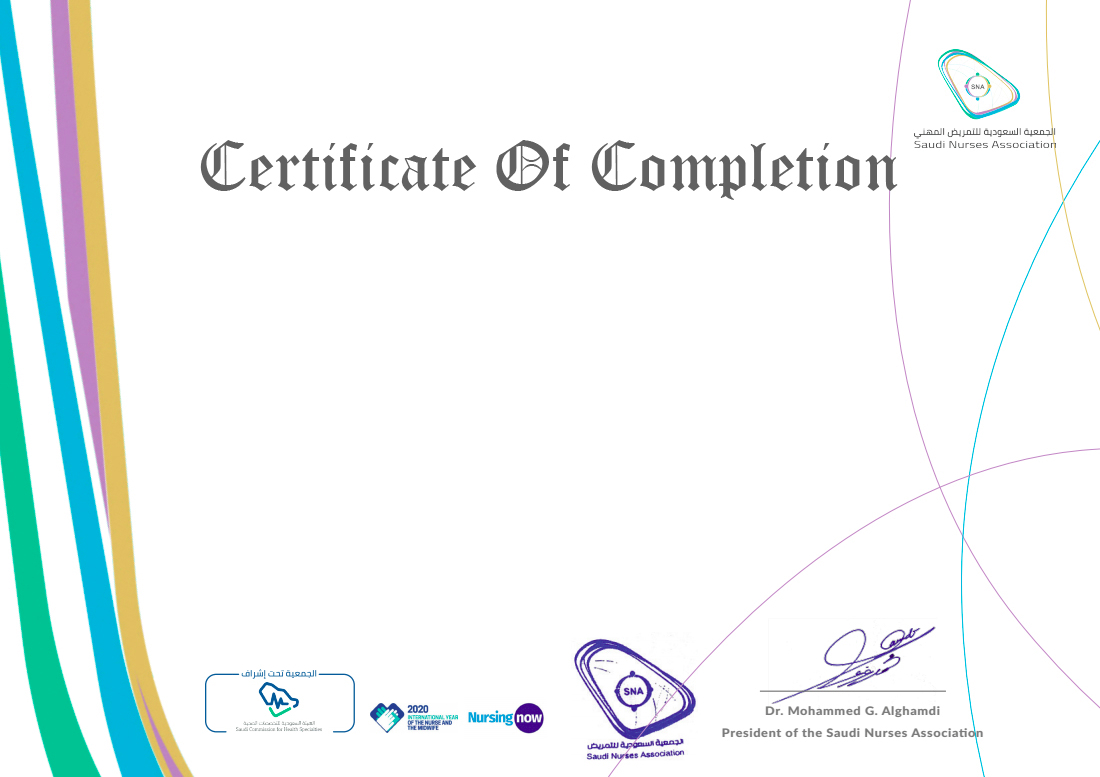 SNA
الجمعية السعودية للتمريض المهني
Saudi Nurses Association
Certificate Of Completion
الجمعية تحت إشراف
الهيئة السعودية للتخصصات الصحية
Saudi Commission for Health Specialties
2020
INTERNATIONAL YEAR
OF THE NURSE AND
THE MIDWIFE
Nursing now
SNA
الجمعية السعودية للتمريض
Saudi Nurses Association
Dr. Mohammed G. Alghamdi
President of the Saudi Nurses Association